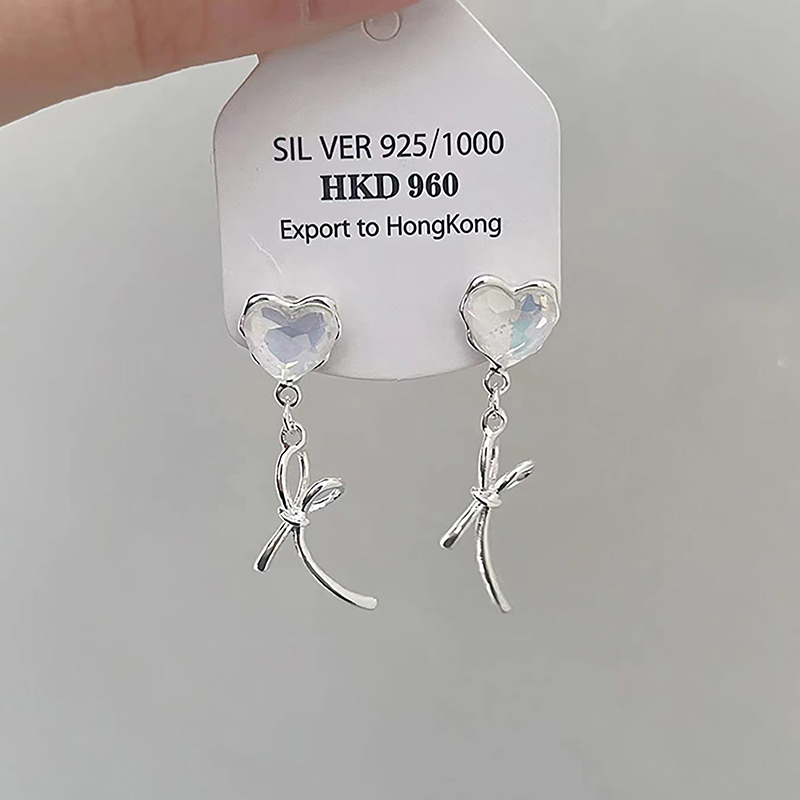 SIL VER 925/1000
HKD 960
Export to HongKong